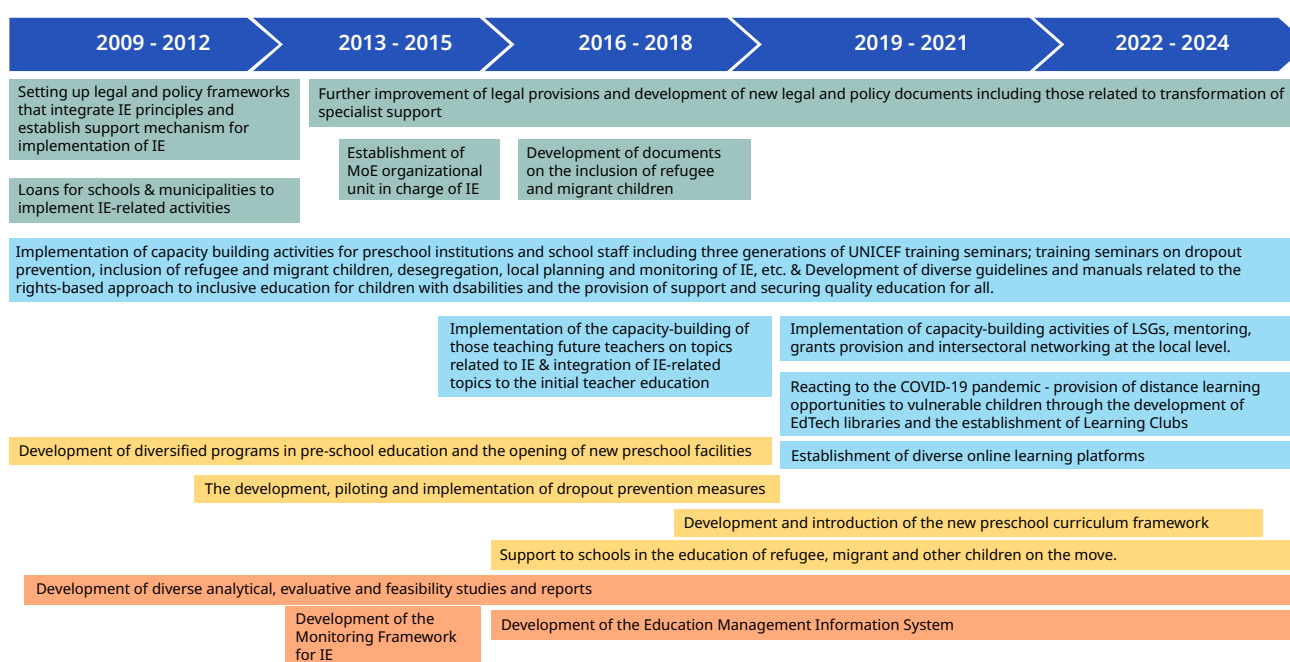 2009 - 2012
2013 - 2015
2016 - 2018
2019 - 2021
2022 - 2024
Setting up legal and policy frameworks
that integrate IE principles and
establish support mechanism for
implementation of IE
Further improvement of legal provisions and development of new legal and policy documents including those related to transformation of
specialist support
Establishment of
MoE organizational
unit in charge of IE
Development of documents
on the inclusion of refugee
and migrant children
Loans for schools & municipalities to
implement IE-related activities
Implementation of capacity building activities for preschool institutions and school staff including three generations of UNICEF training seminars; training seminars on dropout
prevention, inclusion of refugee and migrant children, desegregation, local planning and monitoring of IE, etc. & Development of diverse guidelines and manuals related to the
rights-based approach to inclusive education for children with dsabilities and the provision of support and securing quality education for all.
Implementation of the capacity-building of
those teaching future teachers on topics
related to IE & integration of IE-related
topics to the initial teacher education
Implementation of capacity-building activities of LSGs, mentoring,
grants provision and intersectoral networking at the local level.
Reacting to the COVID-19 pandemic - provision of distance learning
opportunities to vulnerable children through the development of
EdTech libraries and the establishment of Learning Clubs
Development of diversified programs in pre-school education and the opening of new preschool facilities
Establishment of diverse online learning platforms
The development, piloting and implementation of dropout prevention measures
Development and introduction of the new preschool curriculum framework
Support to schools in the education of refugee, migrant and other children on the move.
Development of diverse analytical, evaluative and feasibility studies and reports
Development of the
Monitoring Framework
for IE
Development of the Education Management Information System